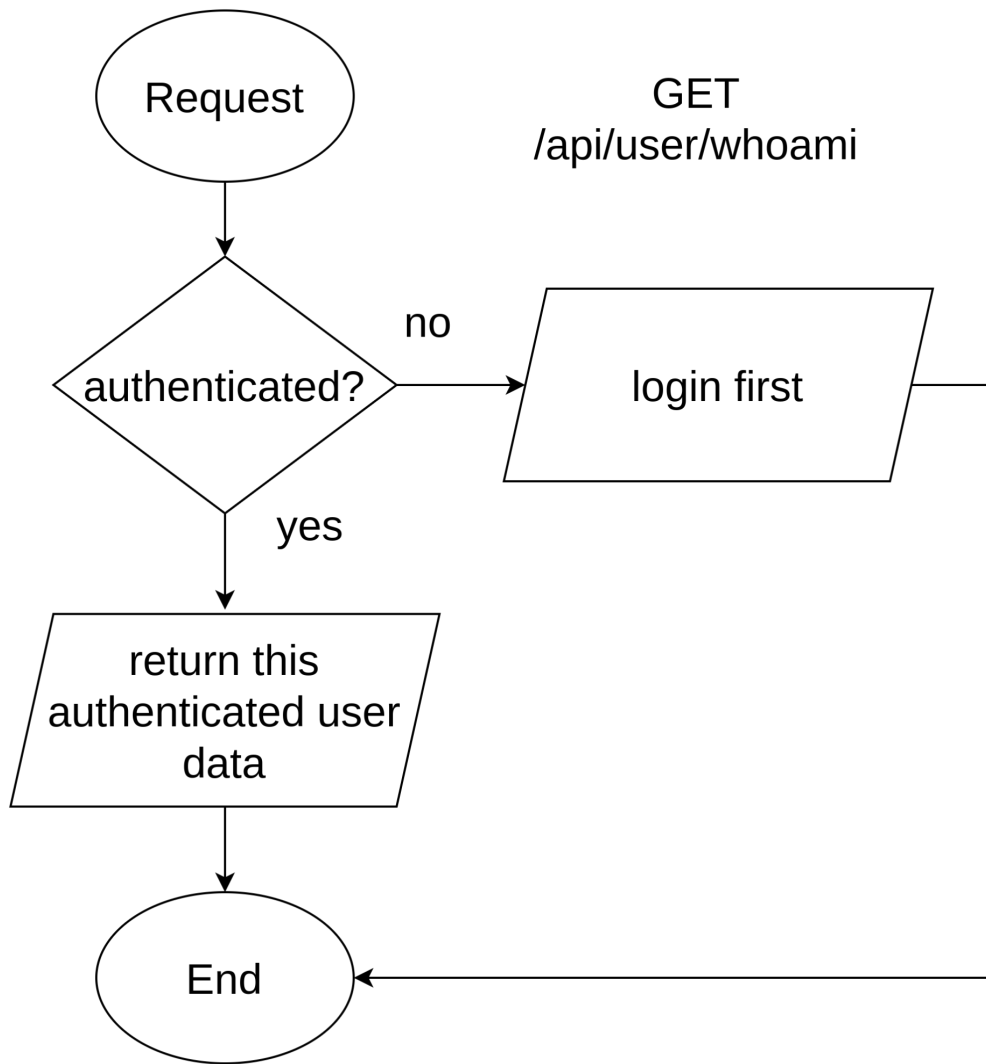 Request
GET
/api/user/whoami
no
authenticated?
login first
yes
return this
authenticated user
data
End